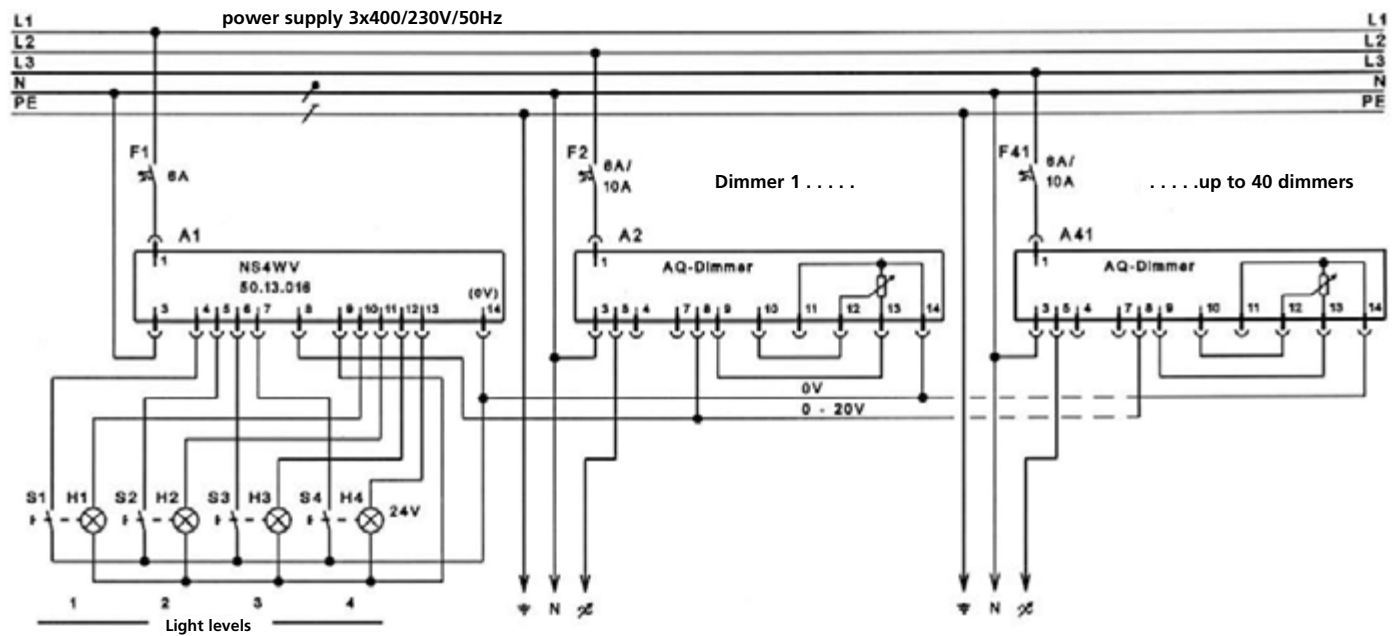 power supply 3x400/230V/50Hz
L1 L1
L2 L2
L3 L3
N N
PE PE
F1 6A
F2 6A/ 10A
Dimmer 1 . . . . .
F41 6A/ 10A
. . . . .up to 40 dimmers
A1
A2
A41
1 NS4WV
50.13.016
(0V)
3 4 5 6 7 8 9 10 11 12 13 14
1 AQ-Dimmer
3 5 4 7 8 9 10 11 12 13 14
1 AQ-Dimmer
3 5 4 7 8 9 10 11 12 13 14
0V
0 - 20V
S1 H1 S2 H2 S3 H3 S4 H4 24V
N N
1 2 3 4
Light levels